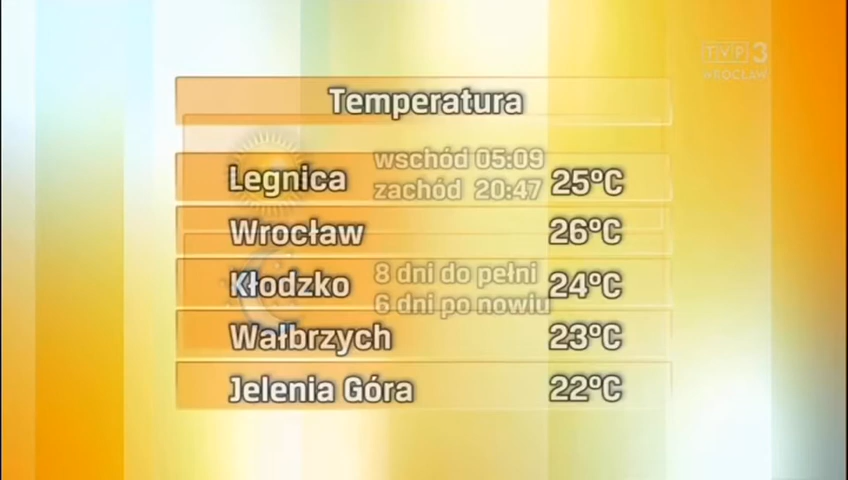 TVP3
WROCŁAW
Temperatura
wschód 05:09
Legnica 25°C
zachód 20:47
Wrocław 26°C
8 dni do pełni
Kłodzko 24°C
6 dni po nowiu
Wałbrzych 23°C
Jelenia Góra 22°C